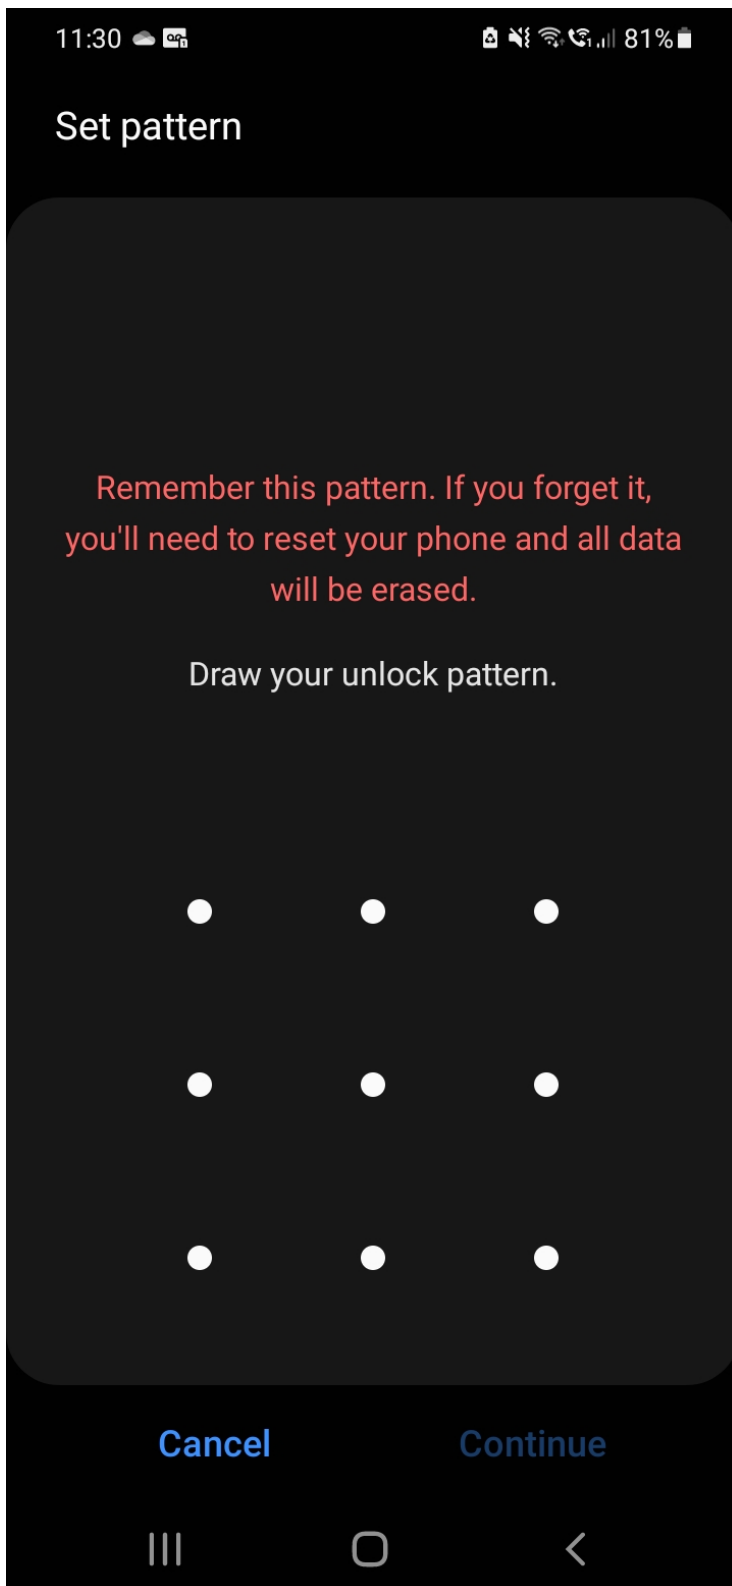 11:30 81%
Set pattern
Remember this pattern. If you forget it,
you'll need to reset your phone and all data
will be erased.
Draw your unlock pattern.
Cancel Continue